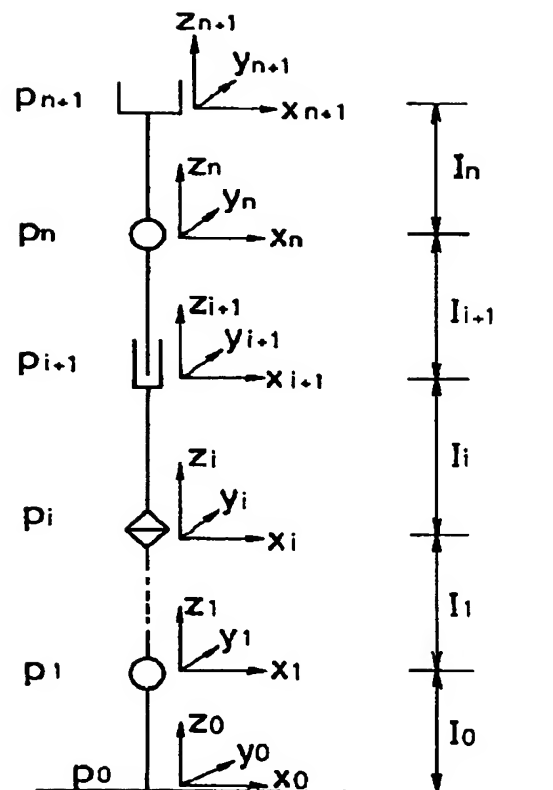 zn+1
yn+1
pn+1 xn+1
In
zn
yn
pn xn
zi+1 Ii+1
yi+1
pi+1 xi+1
zi Ii
yi
pi xi
z1 I1
y1
p1 x1
z0 I0
y0
p0 x0